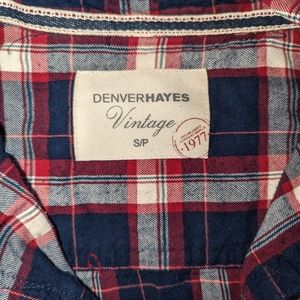 DENVERHAYES
Vintage
S/P
·1977·